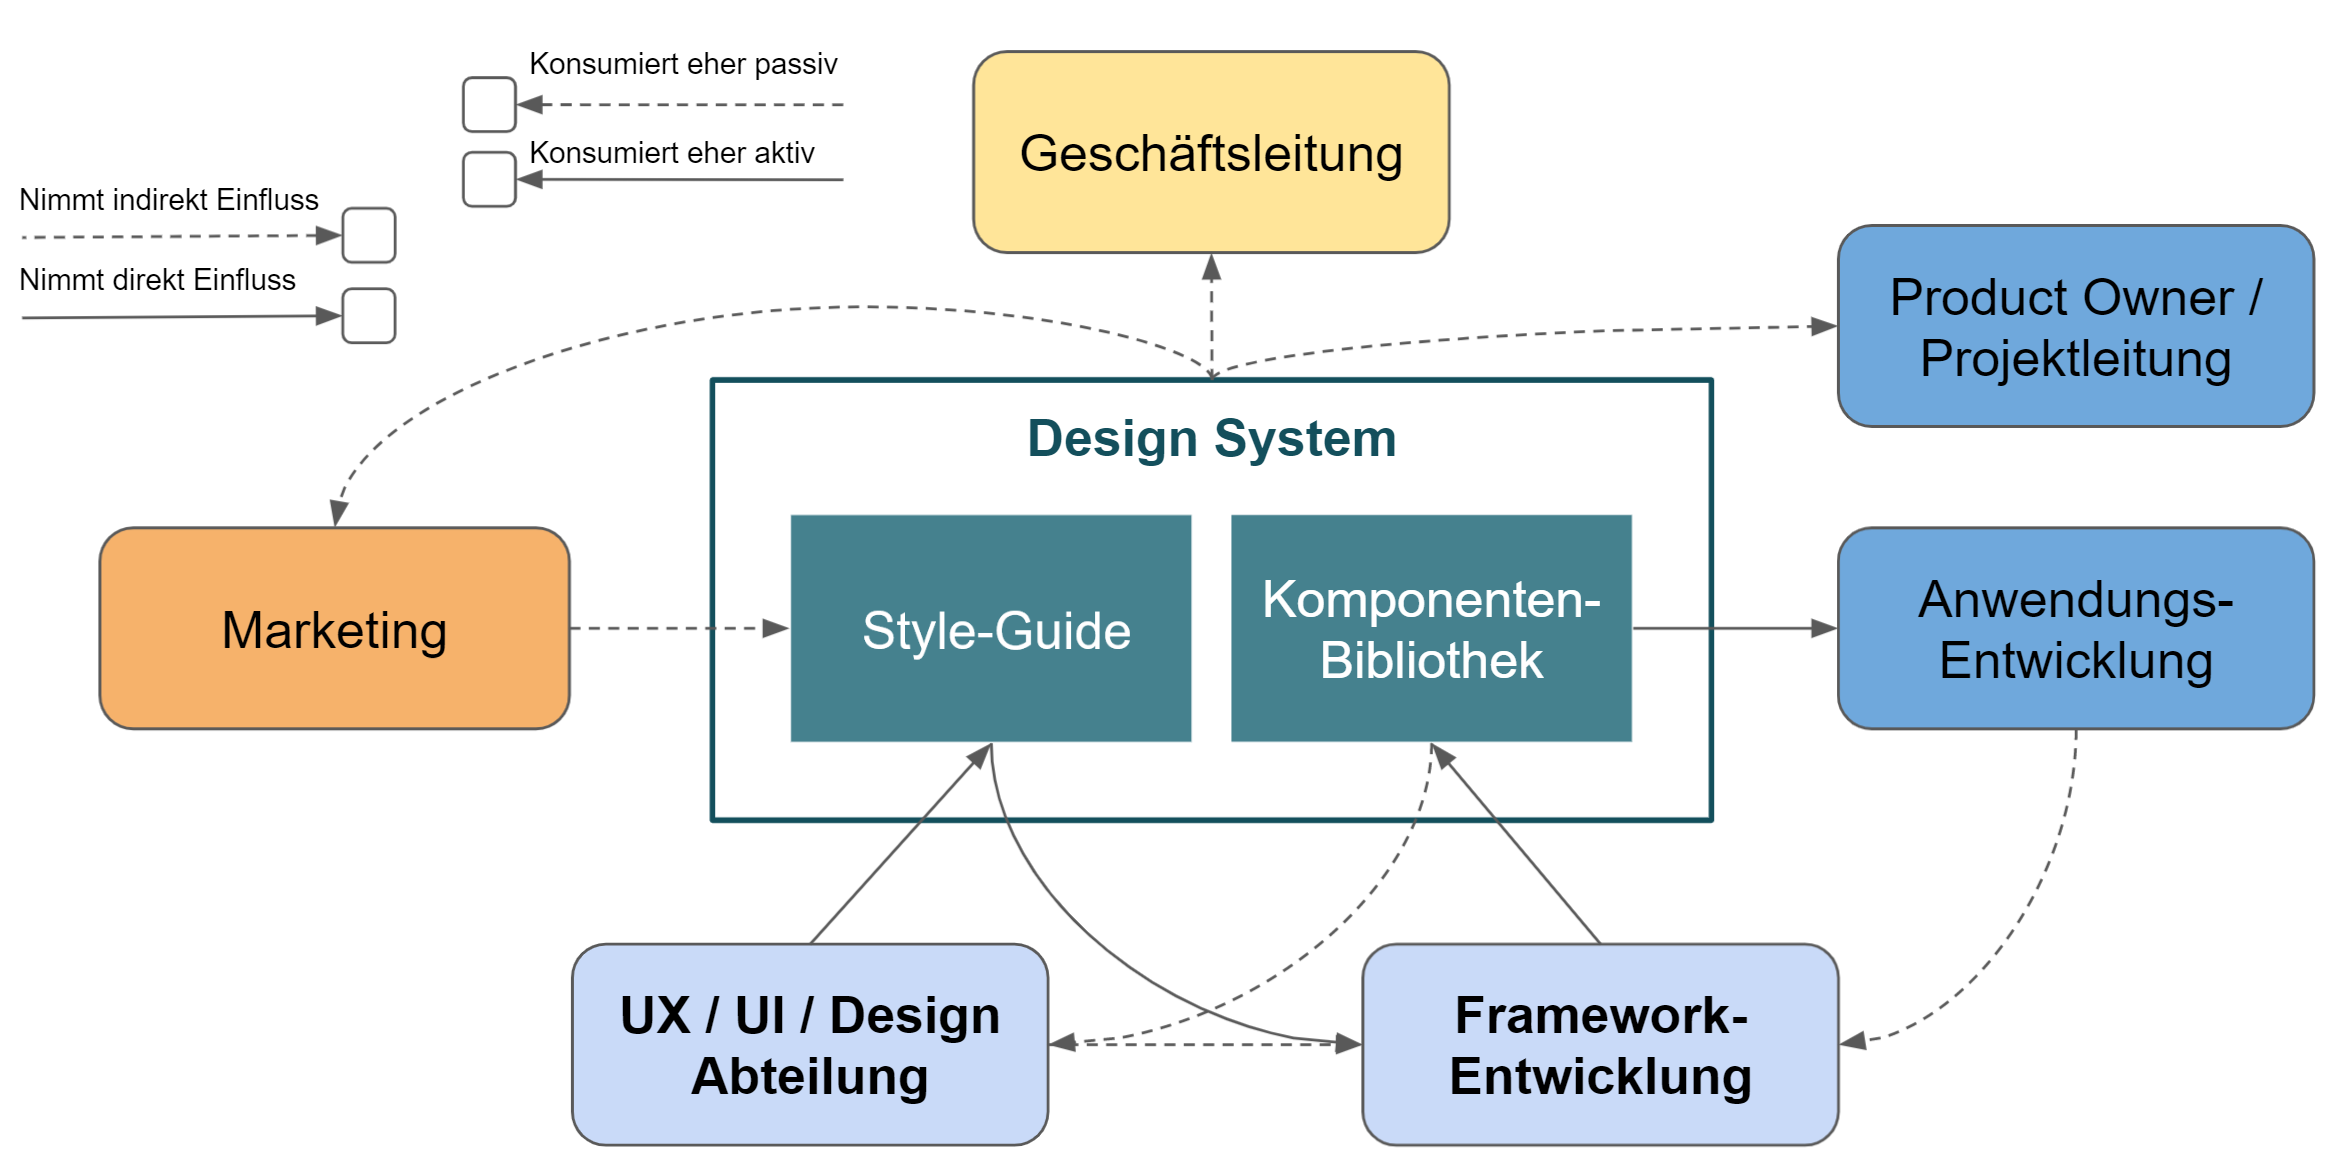 Konsumiert eher passiv
Konsumiert eher aktiv
Nimmt indirekt Einfluss
Nimmt direkt Einfluss
Geschäftsleitung
Product Owner /
Projektleitung
Design System
Marketing
Style-Guide
Komponenten-
Bibliothek
Anwendungs-
Entwicklung
UX / UI / Design
Abteilung
Framework-
Entwicklung